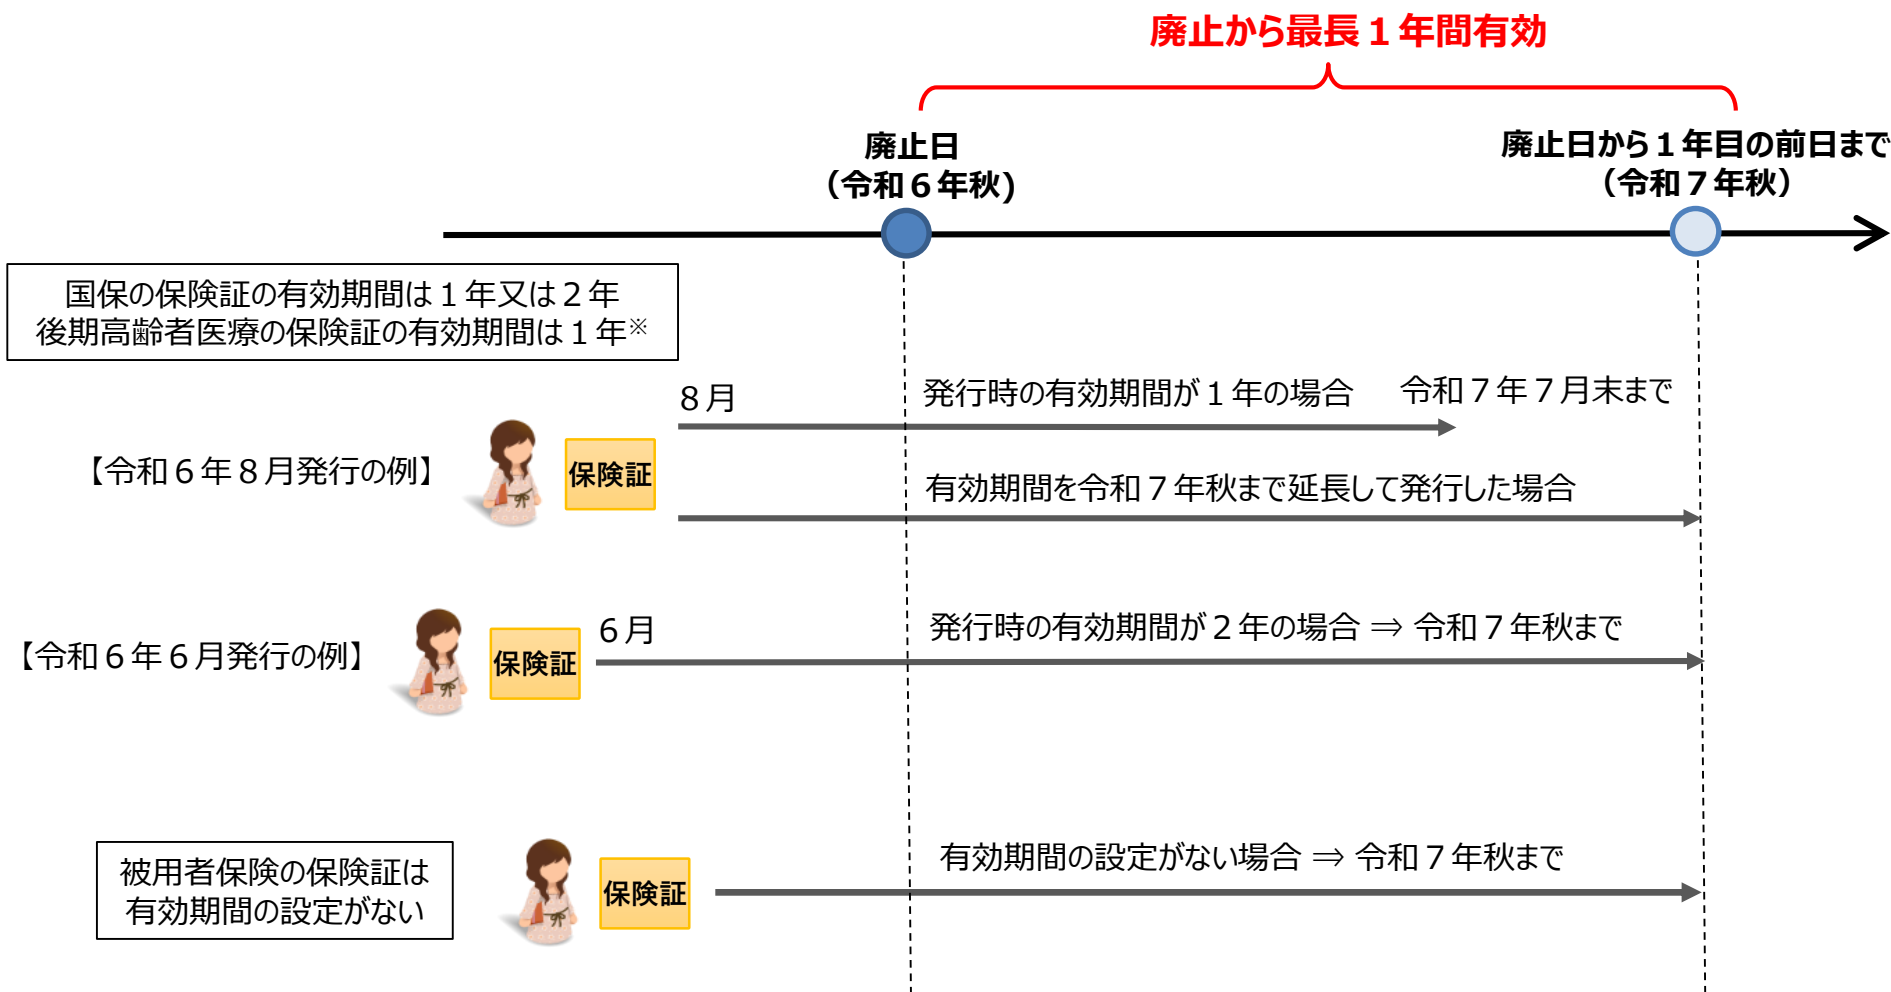 廃止から最長１年間有効
廃止日
（令和６年秋)
廃止日から１年目の前日まで
（令和７年秋）
国保の保険証の有効期間は１年又は２年
後期高齢者医療の保険証の有効期間は１年※
８月
発行時の有効期間が１年の場合
令和７年７月末まで
【令和６年８月発行の例】
保険証
有効期間を令和７年秋まで延長して発行した場合
６月
発行時の有効期間が２年の場合 ⇒ 令和７年秋まで
【令和６年６月発行の例】
保険証
被用者保険の保険証は
有効期間の設定がない
保険証
有効期間の設定がない場合 ⇒ 令和７年秋まで